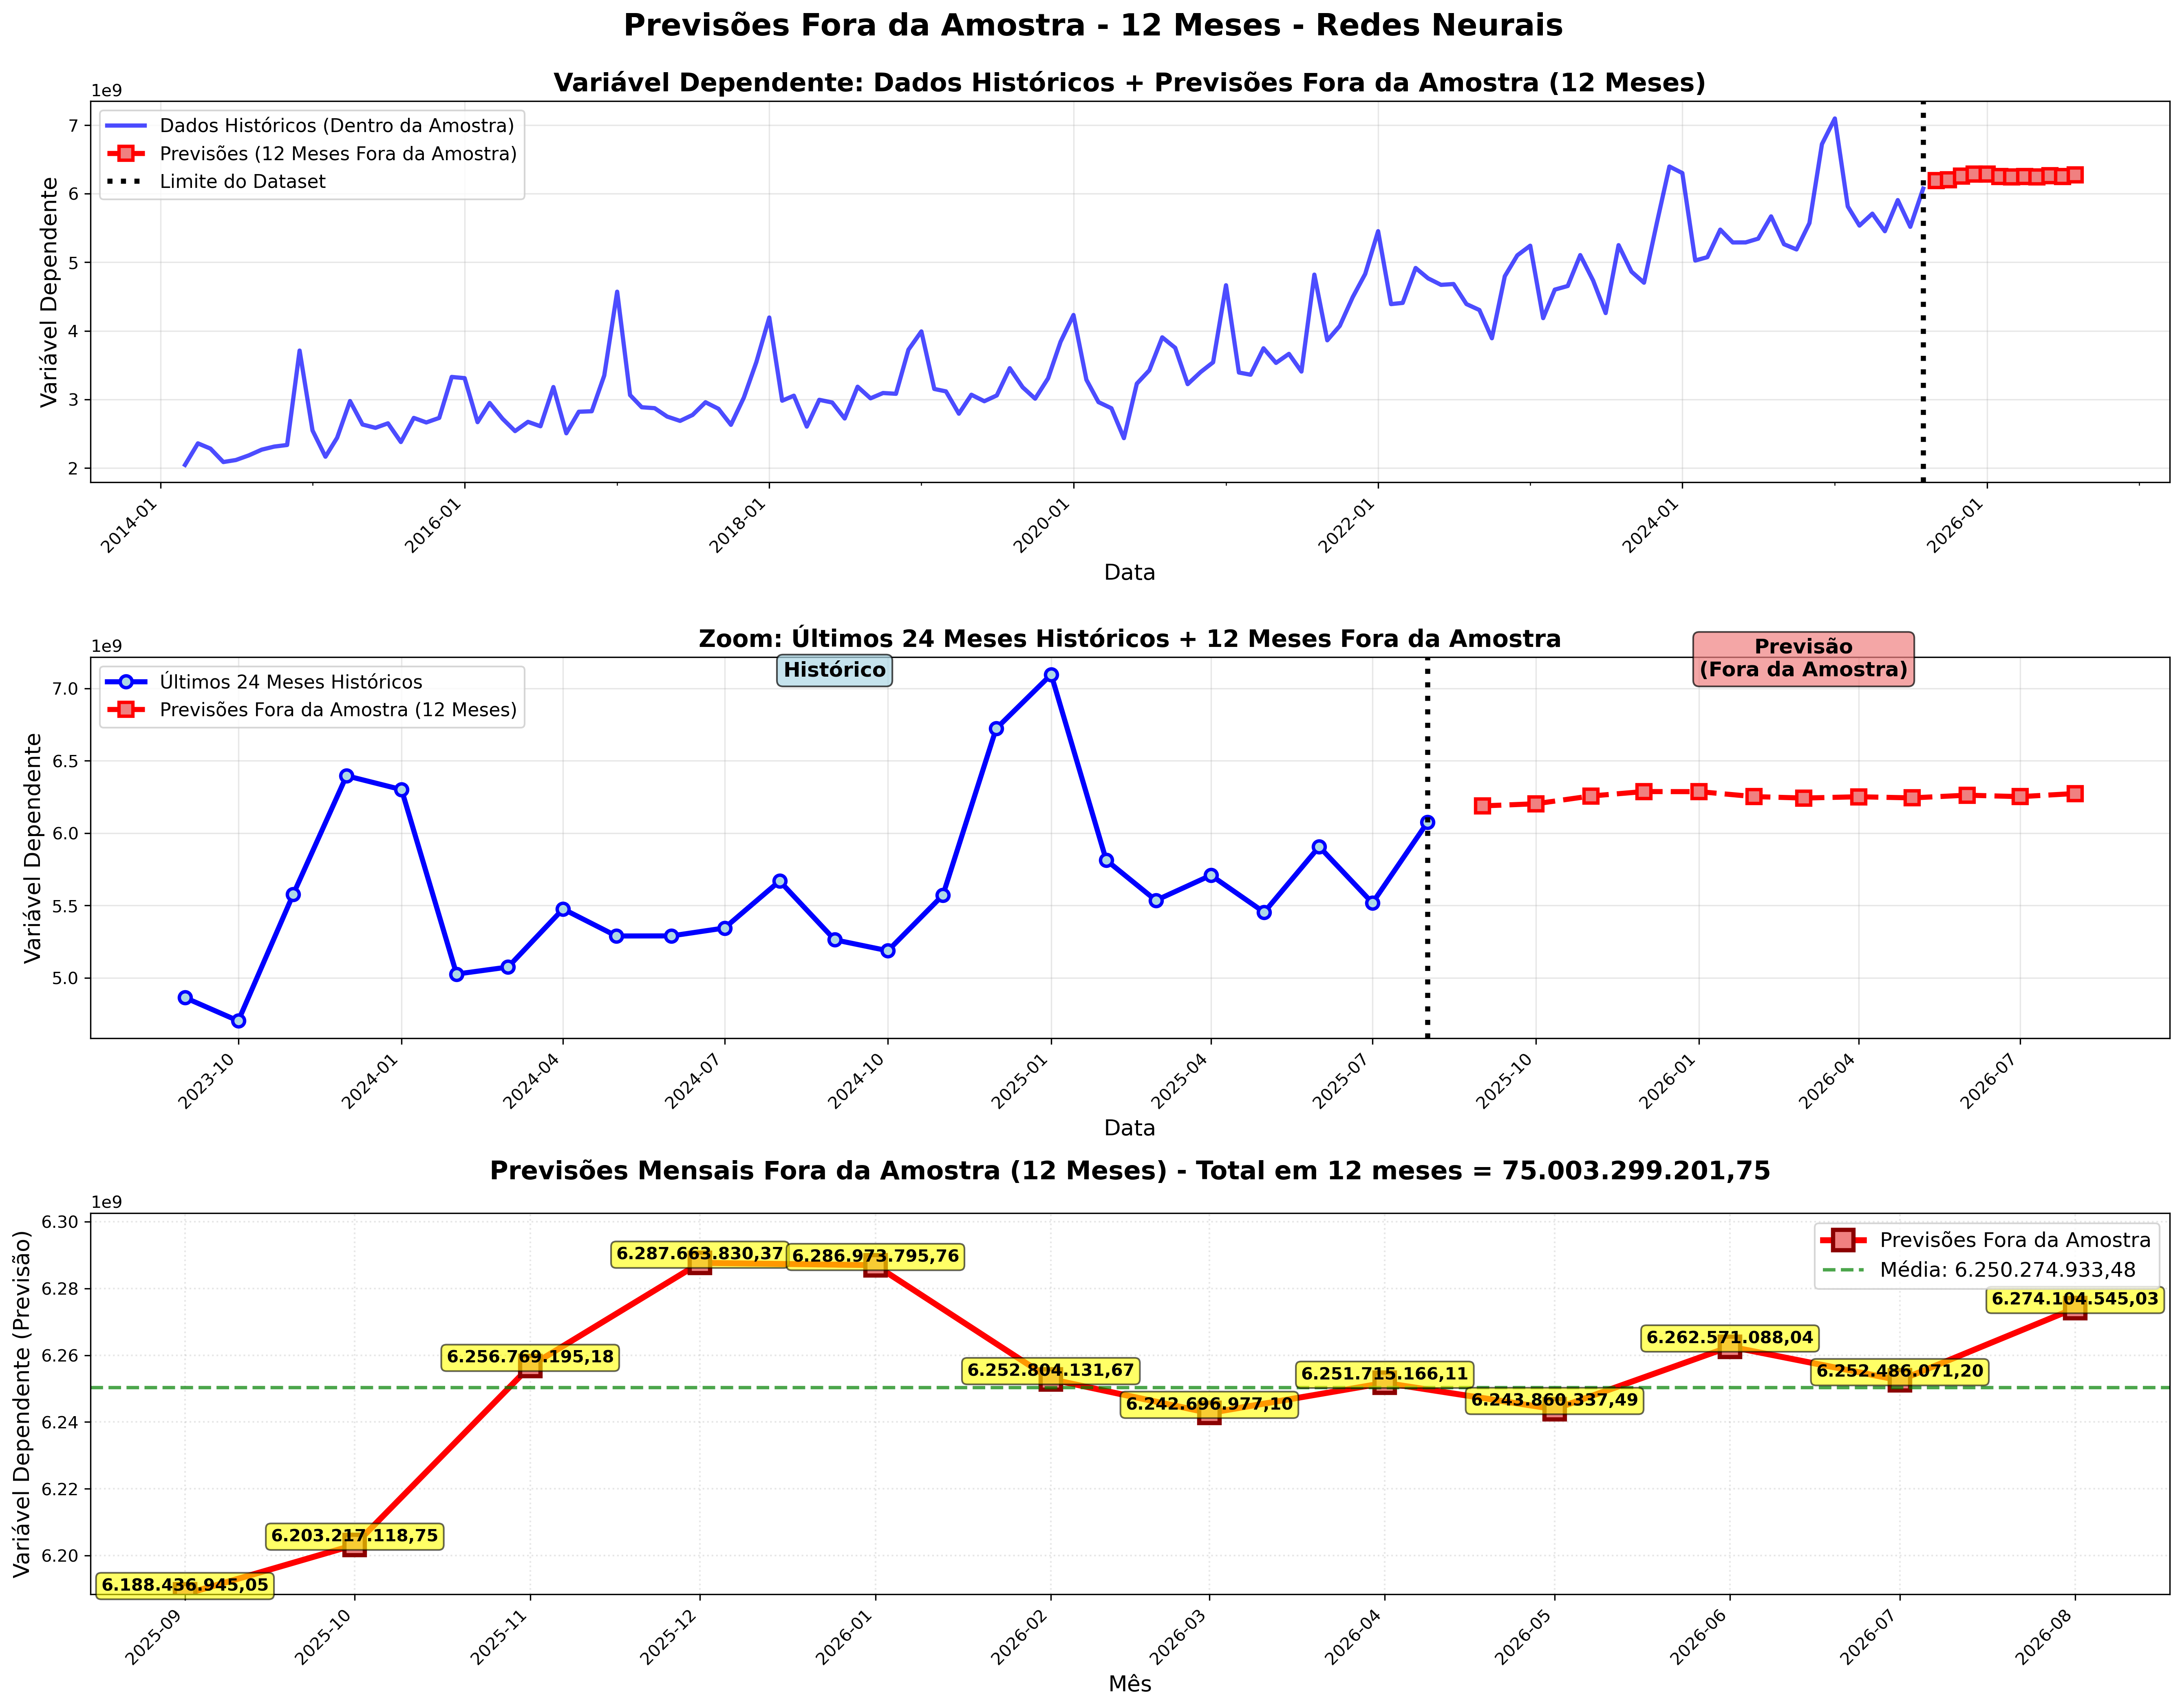 Previsões Fora da Amostra - 12 Meses - Redes Neurais
Variável Dependente: Dados Históricos + Previsões Fora da Amostra (12 Meses)
1e9
Dados Históricos (Dentro da Amostra)
Previsões (12 Meses Fora da Amostra)
Limite do Dataset
Variável Dependente
7
6
5
4
3
2
2014-01
2016-01
2018-01
2020-01
2022-01
2024-01
2026-01
Data
Zoom: Últimos 24 Meses Históricos + 12 Meses Fora da Amostra
1e9
Últimos 24 Meses Históricos
Previsões Fora da Amostra (12 Meses)
Histórico
Previsão
(Fora da Amostra)
Variável Dependente
7.0
6.5
6.0
5.5
5.0
2023-10
2024-01
2024-04
2024-07
2024-10
2025-01
2025-04
2025-07
2025-10
2026-01
2026-04
2026-07
Data
Previsões Mensais Fora da Amostra (12 Meses) - Total em 12 meses = 75.003.299.201,75
1e9
Previsões Fora da Amostra
Média: 6.250.274.933,48
Variável Dependente (Previsão)
6.30
6.28
6.26
6.24
6.22
6.20
6.188.436.945,05
6.203.217.118,75
6.256.769.195,18
6.287.663.830,37
6.286.973.795,76
6.252.804.131,67
6.242.696.977,10
6.251.715.166,11
6.243.860.337,49
6.262.571.088,04
6.252.486.071,20
6.274.104.545,03
2025-09
2025-10
2025-11
2025-12
2026-01
2026-02
2026-03
2026-04
2026-05
2026-06
2026-07
2026-08
Mês